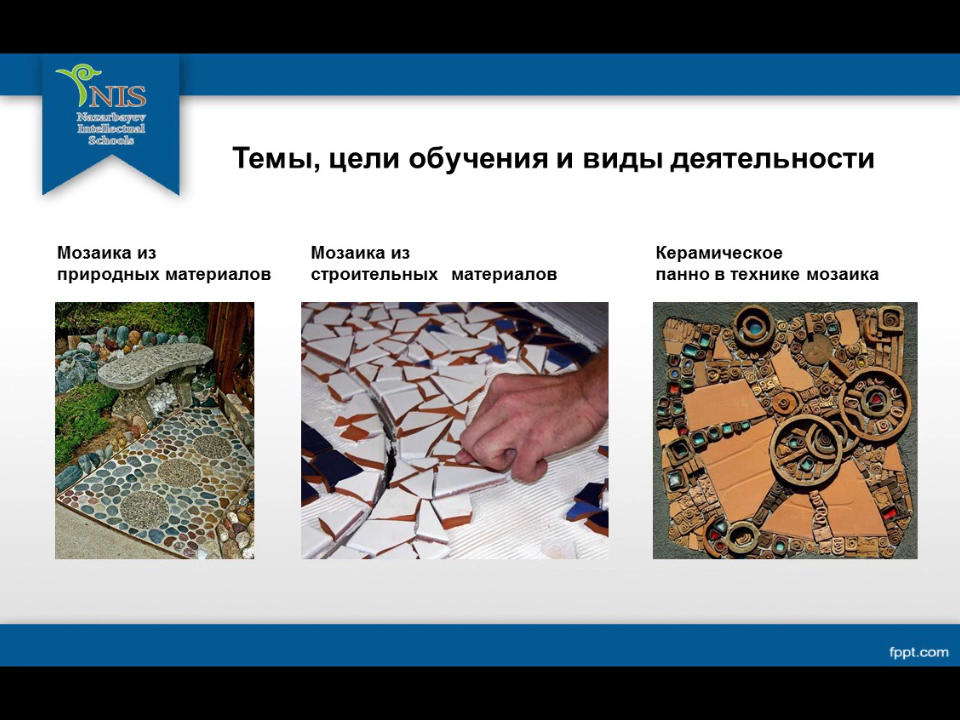 NIS
Nazarbayev
Intellectual
Schools
Темы, цели обучения и виды деятельности
Мозаика из
природных материалов
Мозаика из
строительных материалов
Керамическое
панно в технике мозаика
fppt.com